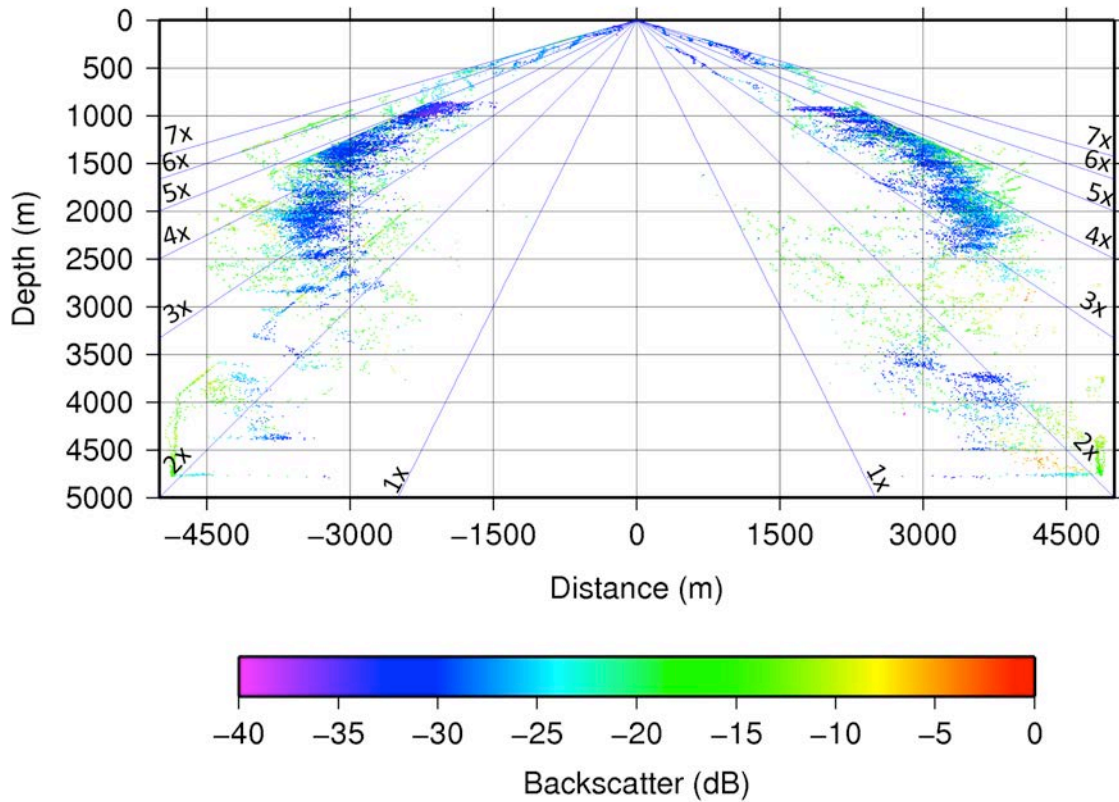 0
500
1000
1500
2000
2500
3000
3500
4000
4500
5000
Depth (m)
7x
6x
5x
4x
3x
2x
1x
7x
6x
5x
4x
3x
2x
1x
−4500 −3000 −1500 0 1500 3000 4500
Distance (m)
−40 −35 −30 −25 −20 −15 −10 −5 0
Backscatter (dB)